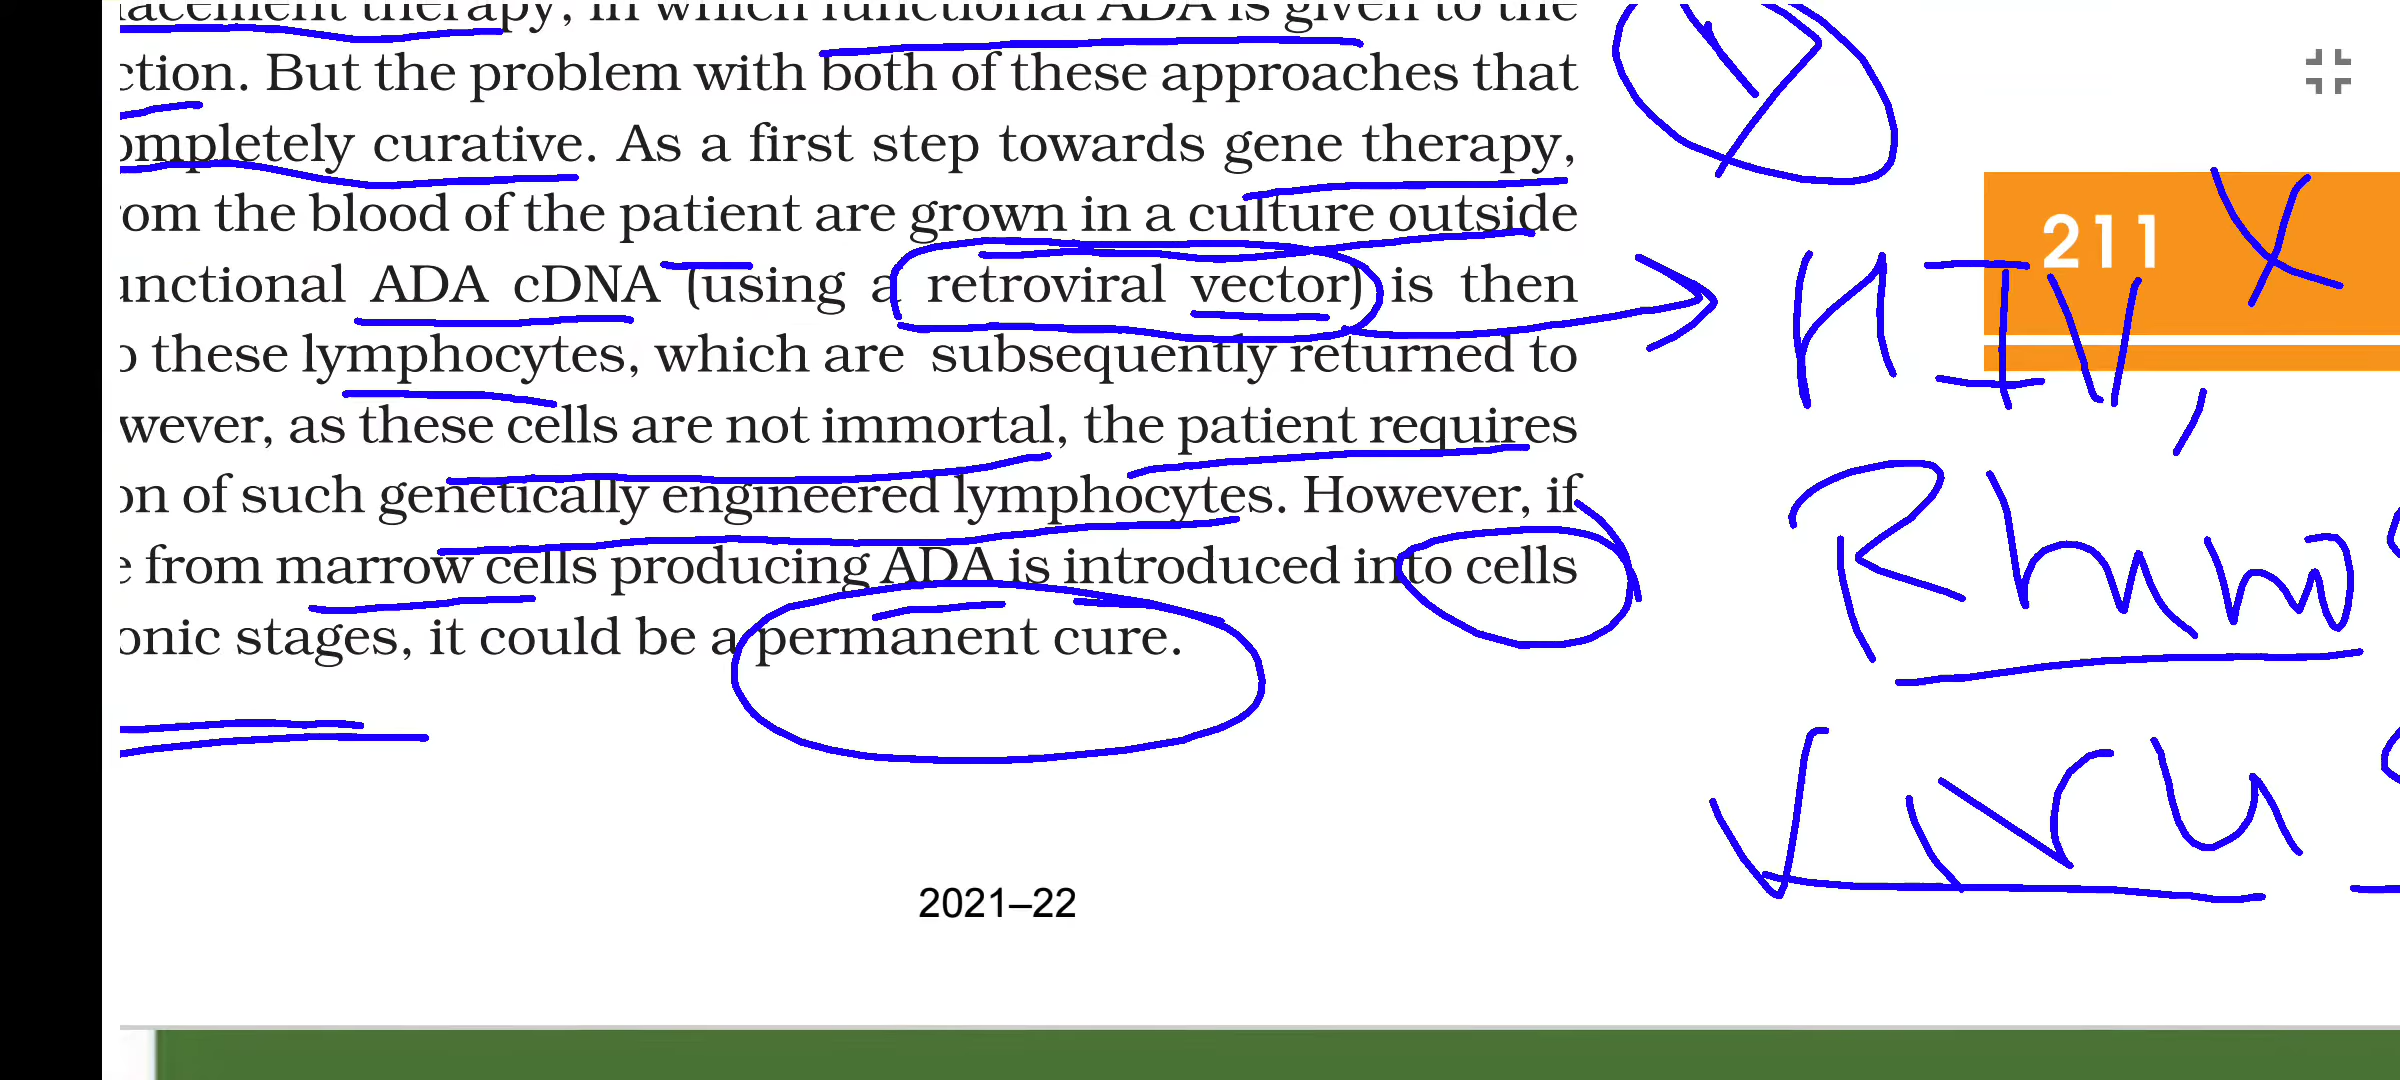 lacement therapy, in which functional ADA is given to the
ction. But the problem with both of these approaches that
ompletely curative. As a first step towards gene therapy,
om the blood of the patient are grown in a culture outside
unctional ADA cDNA (using a retroviral vector) is then
o these lymphocytes, which are subsequently returned to
wever, as these cells are not immortal, the patient requires
on of such genetically engineered lymphocytes. However, if
e from marrow cells producing ADA is introduced into cells
onic stages, it could be a permanent cure.
211
X
HIV,
Viru
2021–22